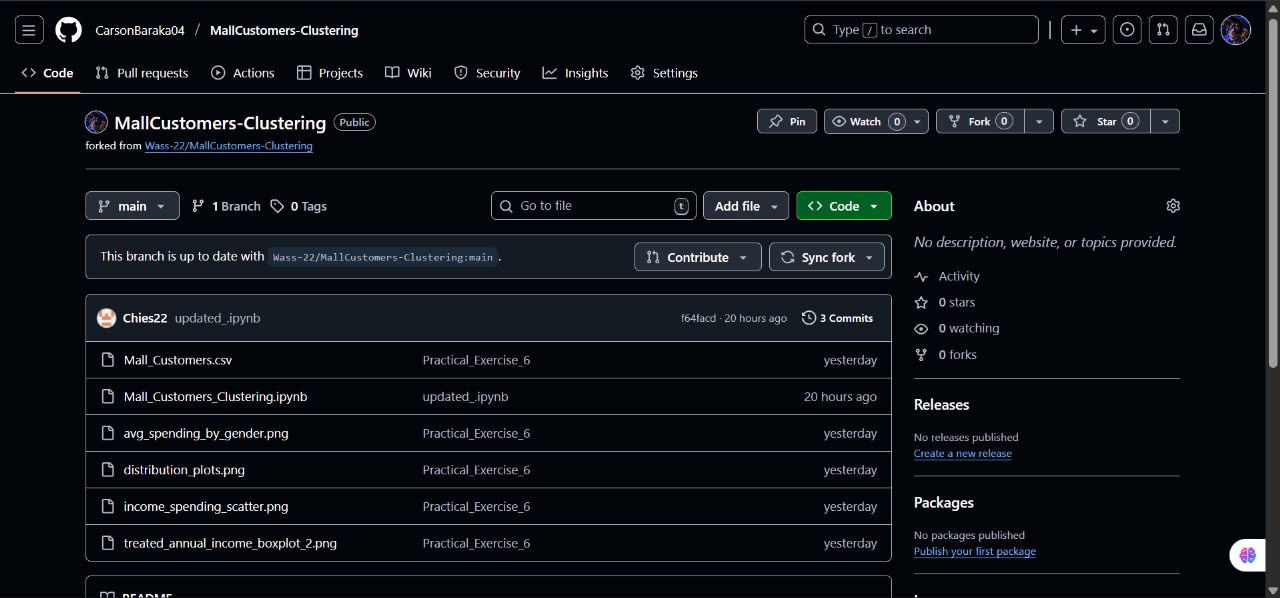 CarsonBaraka04 / MallCustomers-Clustering
Type / to search
Code Pull requests Actions Projects Wiki Security Insights Settings
MallCustomers-Clustering Public
Pin Watch 0 Fork 0 Star 0
forked from Wass-22/MallCustomers-Clustering
main 1 Branch 0 Tags Go to file t Add file Code
This branch is up to date with Wass-22/MallCustomers-Clustering:main . Contribute Sync fork
Chies22 updated_.ipynb f64facd · 20 hours ago 3 Commits
Mall_Customers.csv Practical_Exercise_6 yesterday
Mall_Customers_Clustering.ipynb updated_.ipynb 20 hours ago
avg_spending_by_gender.png Practical_Exercise_6 yesterday
distribution_plots.png Practical_Exercise_6 yesterday
income_spending_scatter.png Practical_Exercise_6 yesterday
treated_annual_income_boxplot_2.png Practical_Exercise_6 yesterday
README
About
No description, website, or topics provided.
Activity
0 stars
0 watching
0 forks
Releases
No releases published
Create a new release
Packages
No packages published
Publish your first package